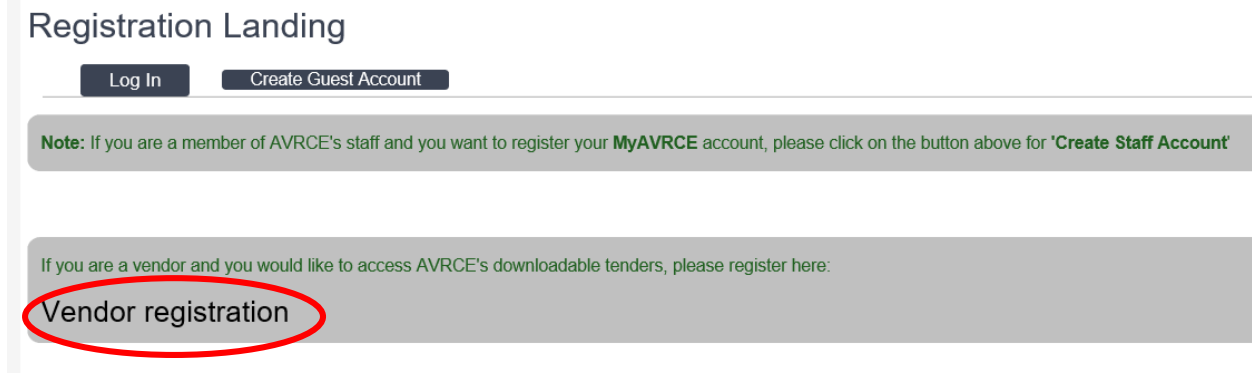 Registration Landing
Log In Create Guest Account
Note: If you are a member of AVRCE's staff and you want to register your MyAVRCE account, please click on the button above for 'Create Staff Account'
If you are a vendor and you would like to access AVRCE's downloadable tenders, please register here:
Vendor registration